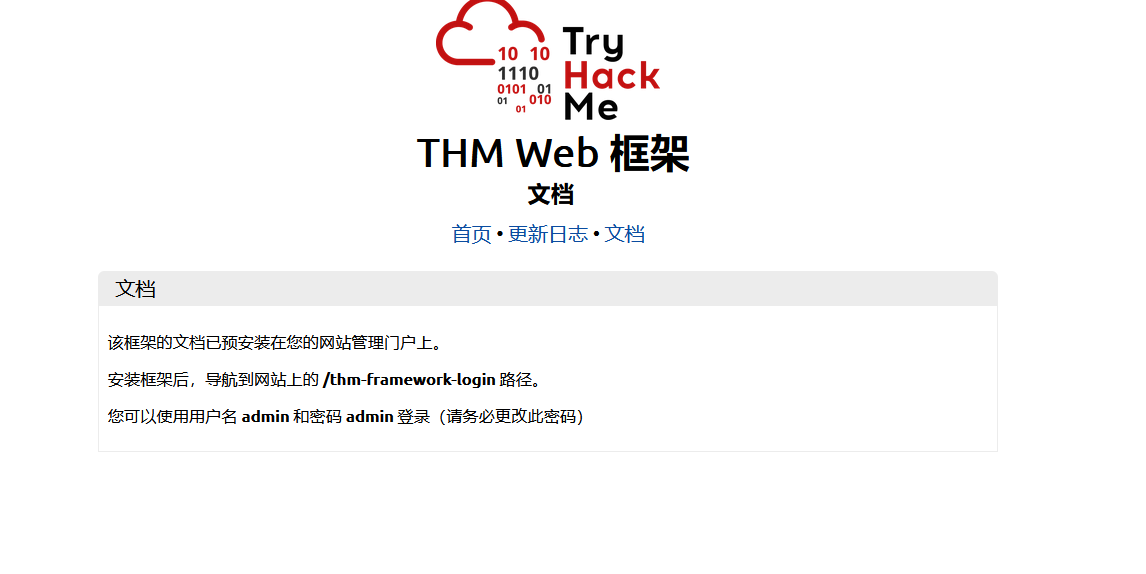 10 10
1110
0101 01
01 010
01
Try
Hack
Me
THM Web 框架
文档
首页 • 更新日志 • 文档
文档
该框架的文档已预安装在您的网站管理门户上。
安装框架后，导航到网站上的 /thm-framework-login 路径。
您可以使用用户名 admin 和密码 admin 登录（请务必更改此密码）